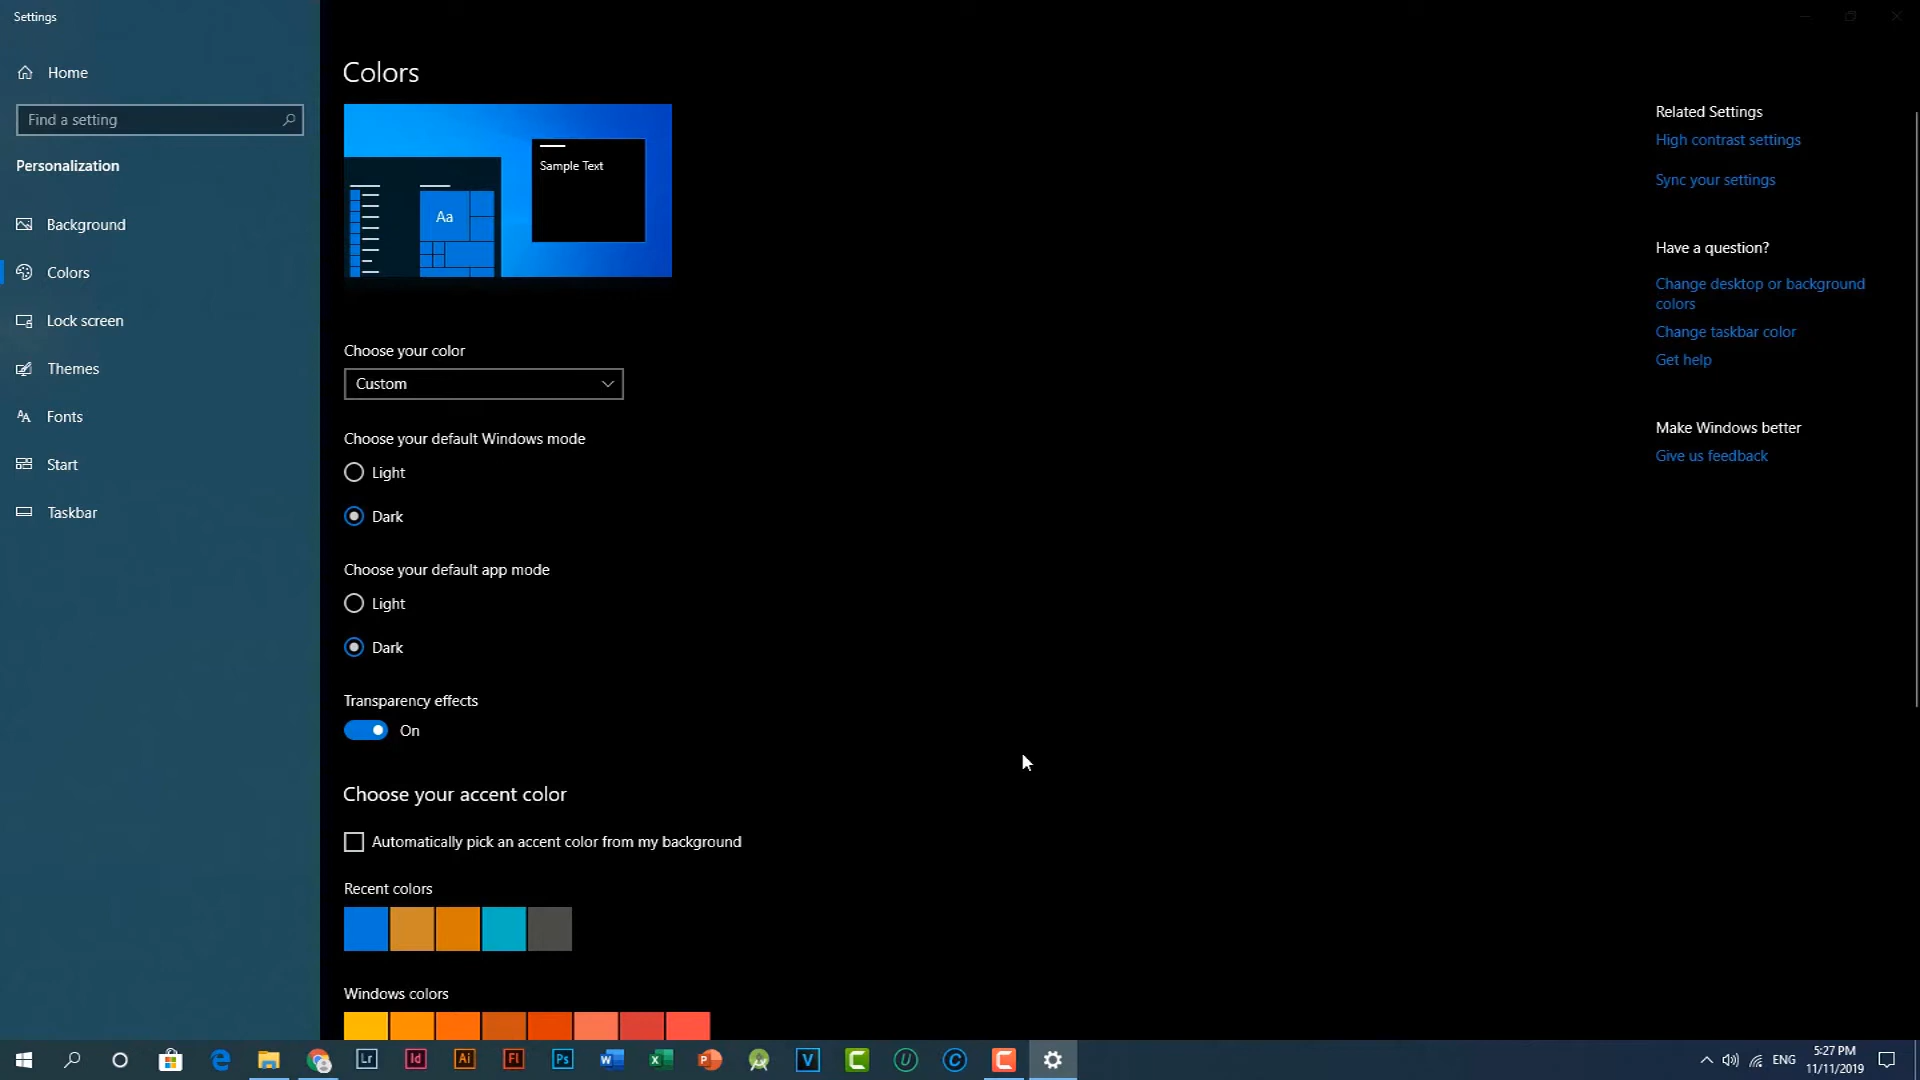 Settings
Home
Find a setting
Personalization
Background
Colors
Lock screen
Themes
Fonts
Start
Taskbar
Colors
Sample Text
Aa
Choose your color
Custom
Choose your default Windows mode
Light
Dark
Choose your default app mode
Light
Dark
Transparency effects
On
Choose your accent color
Automatically pick an accent color from my background
Recent colors
Windows colors
Related Settings
High contrast settings
Sync your settings
Have a question?
Change desktop or background
colors
Change taskbar color
Get help
Make Windows better
Give us feedback
Lr
Id
Ai
Fl
Ps
W
X
P
V
C
U
C
C
ENG
5:27 PM
11/11/2019